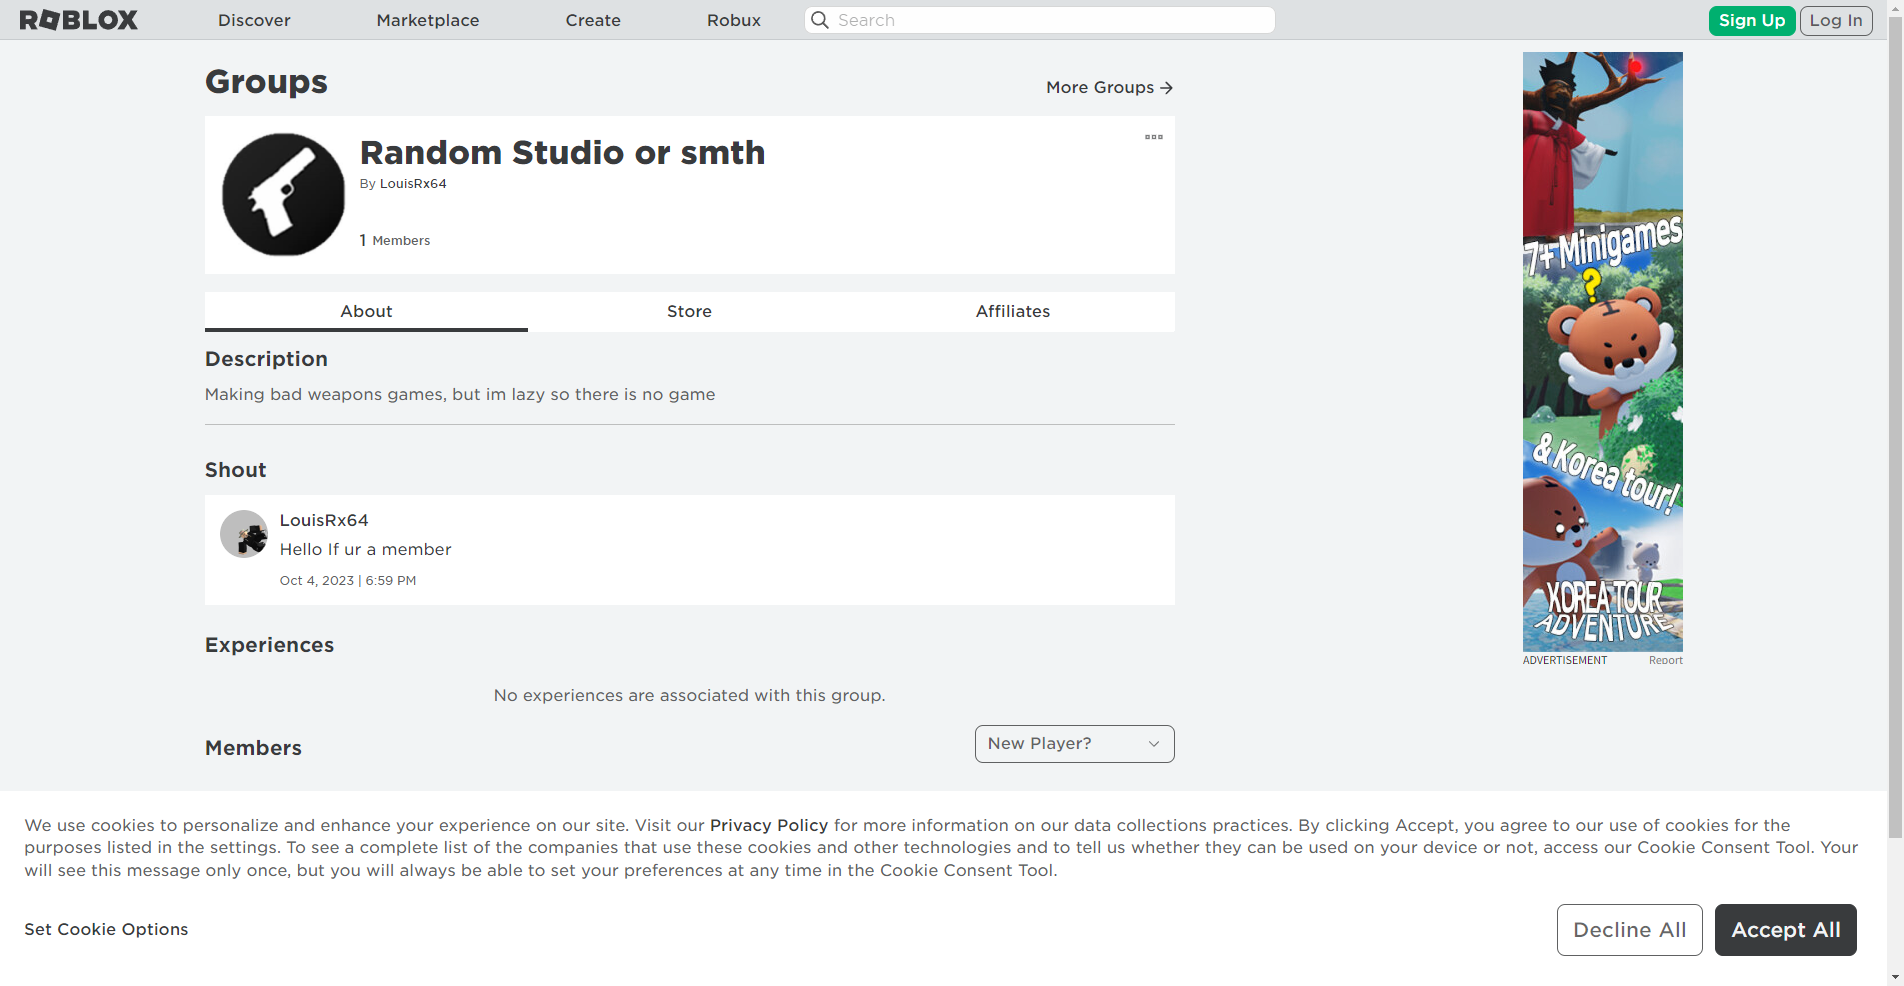 ROBLOX
Discover
Marketplace
Create
Robux
Search
Sign Up
Log In
Groups
More Groups
Random Studio or smth
By LouisRx64
1 Members
About
Store
Affiliates
Description
Making bad weapons games, but im lazy so there is no game
Shout
LouisRx64
Hello If ur a member
Oct 4, 2023 | 6:59 PM
Experiences
No experiences are associated with this group.
Members
New Player?
7+ Minigames
?
& Korea tour!
KOREA TOUR
ADVENTURE
ADVERTISEMENT
Report
We use cookies to personalize and enhance your experience on our site. Visit our Privacy Policy for more information on our data collections practices. By clicking Accept, you agree to our use of cookies for the
purposes listed in the settings. To see a complete list of the companies that use these cookies and other technologies and to tell us whether they can be used on your device or not, access our Cookie Consent Tool. Your
will see this message only once, but you will always be able to set your preferences at any time in the Cookie Consent Tool.
Set Cookie Options
Decline All
Accept All